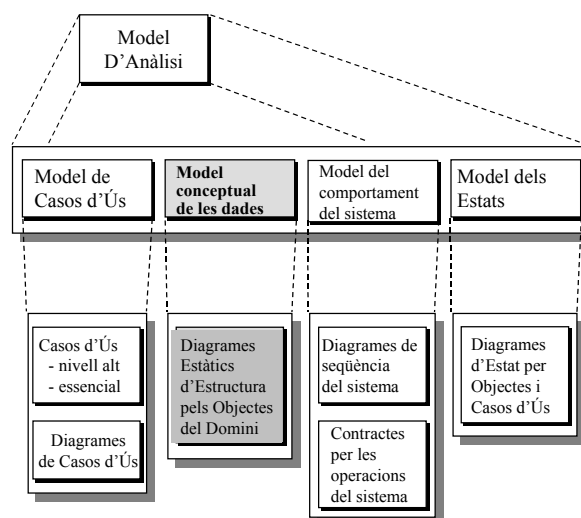 Model
D'Anàlisi
Model de
Casos d'Ús
Model
conceptual
de les dades
Model del
comportament
del sistema
Model dels
Estats
Casos d'Ús
- nivell alt
- essencial
Diagrames
de Casos d'Ús
Diagrames
Estàtics
d'Estructura
pels Objectes
del Domini
Diagrames de
seqüència
del sistema
Contractes
per les
operacions
del sistema
Diagrames
d'Estat per
Objectes i
Casos d'Ús